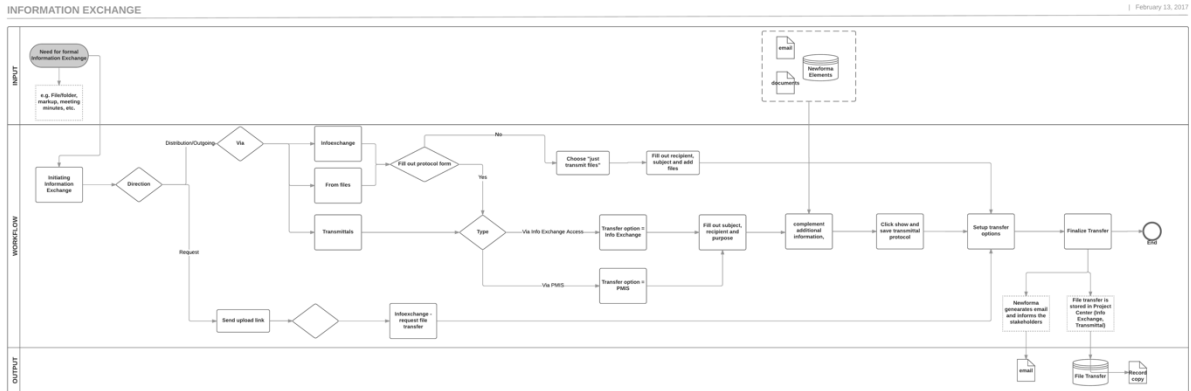 INFORMATION EXCHANGE
| February 13, 2017
INPUT
Need for formal
Information Exchange
e.g. File/folder,
markup, meeting
minutes, etc.
email
documents
Newforma
Elements
WORKFLOW
Initiating
Information
Exchange
Direction
Distribution/Outgoing
Via
Infoexchange
From files
Transmittals
Fill out protocol form
No
Yes
Choose "just
transmit files"
Fill out recipient,
subject and add
files
Type
Via Info Exchange Access
Transfer option =
Info Exchange
Via PMIS
Transfer option =
PMIS
Fill out subject,
recipient and
purpose
complement
additional
information,
Click show and
save transmittal
protocol
Setup transfer
options
Finalize Transfer
End
Request
Send upload link
Infoexchange -
request file
transfer
Newforma
genearates email
and informs the
stakeholders
File transfer is
stored in Project
Center (Info
Exchange,
Transmittal)
OUTPUT
email
File Transfer
Record
copy